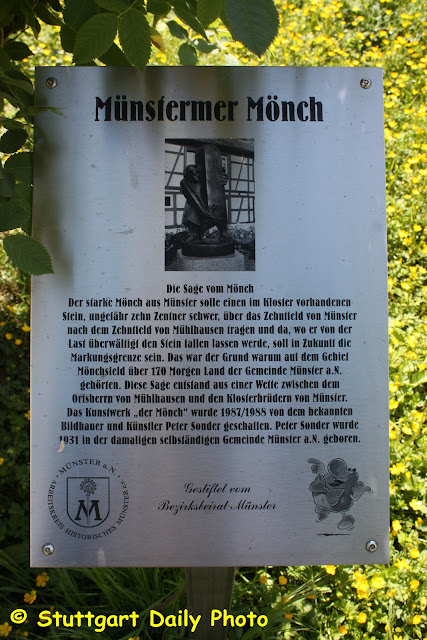 Münstermer Mönch
Die Sage vom Mönch
Der starke Mönch aus Münster solle einen im Kloster vorhandenen
Stein, ungefähr zehn Zentner schwer, über das Zehntfeld von Münster
nach dem Zehntfeld von Mühlhausen tragen und da, wo er von der
Last überwältigt den Stein fallen lassen werde, soll in Zukunft die
Markungsgrenze sein. Das war der Grund warum auf dem Gebiet
Mönchsfeld über 170 Morgen Land der Gemeinde Münster a.N.
gehörten. Diese Sage entstand aus einer Wette zwischen dem
Ortsherrn von Mühlhausen und den Klosterbrüdern von Münster.
Das Kunstwerk „der Mönch" wurde 1987/1988 von dem bekannten
Bildhauer und Künstler Peter Sonder geschaffen. Peter Sonder wurde
1931 in der damaligen selbständigen Gemeinde Münster a.N. geboren.
· MÜNSTER a.N. ·
ARBEITSKREIS HISTORISCHES MÜNSTER e.V.
M
Gestiftet vom
Bezirksbeirat Münster
© Stuttgart Daily Photo